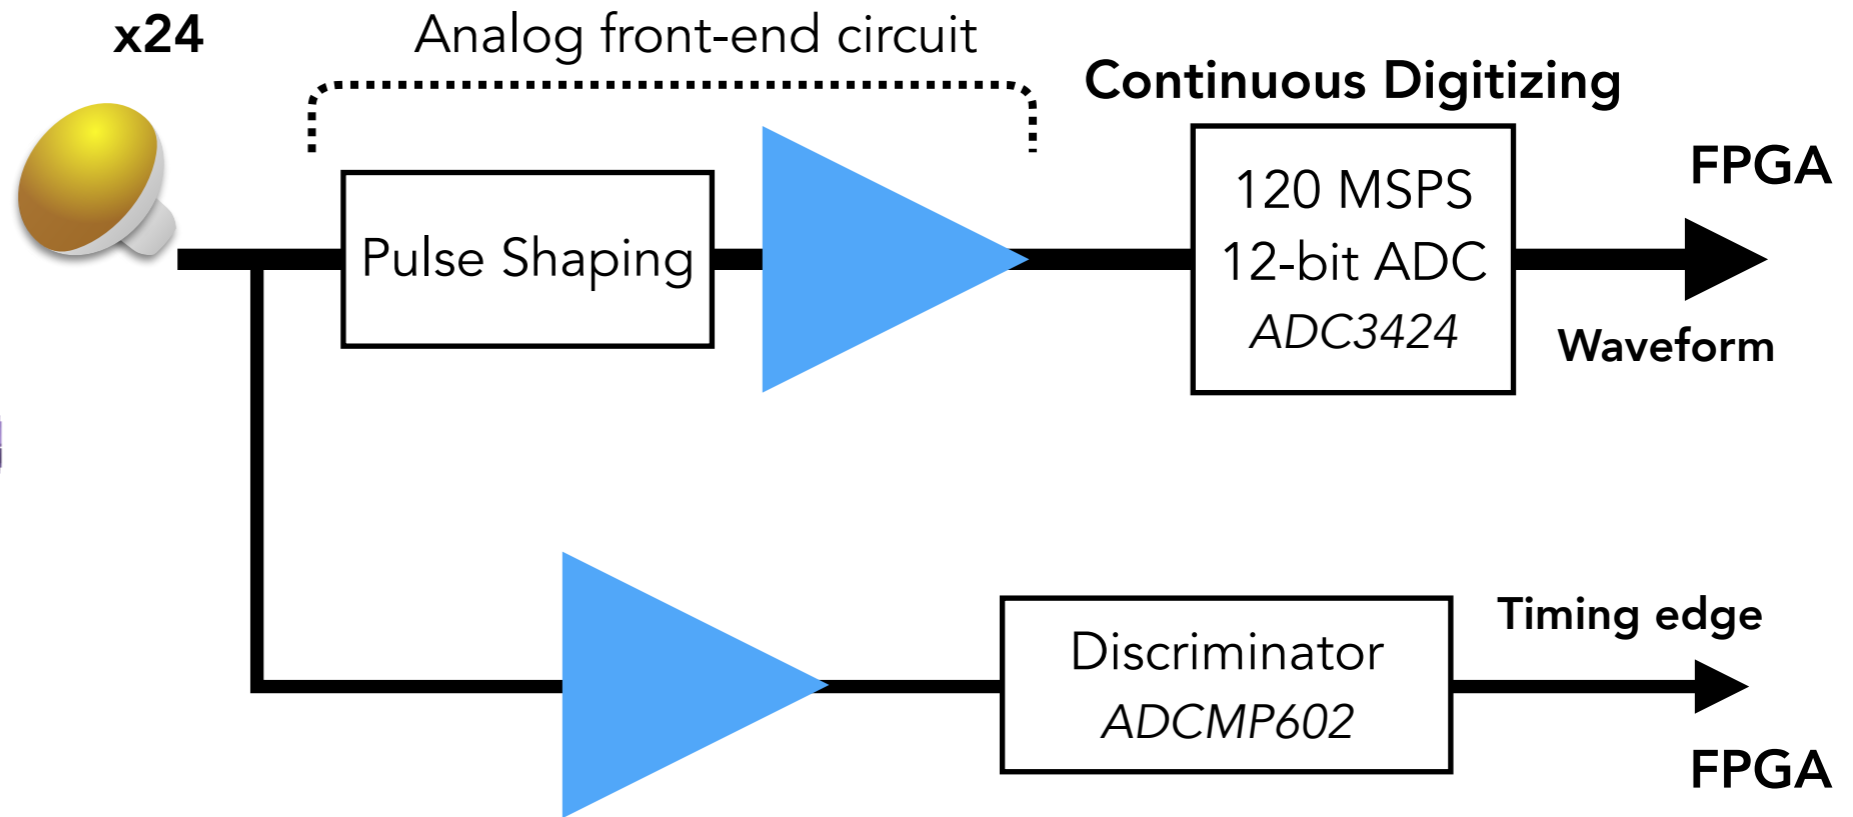 x24
Analog front-end circuit
Continuous Digitizing
Pulse Shaping
120 MSPS
12-bit ADC
ADC3424
FPGA
Waveform
Discriminator
ADCMP602
Timing edge
FPGA